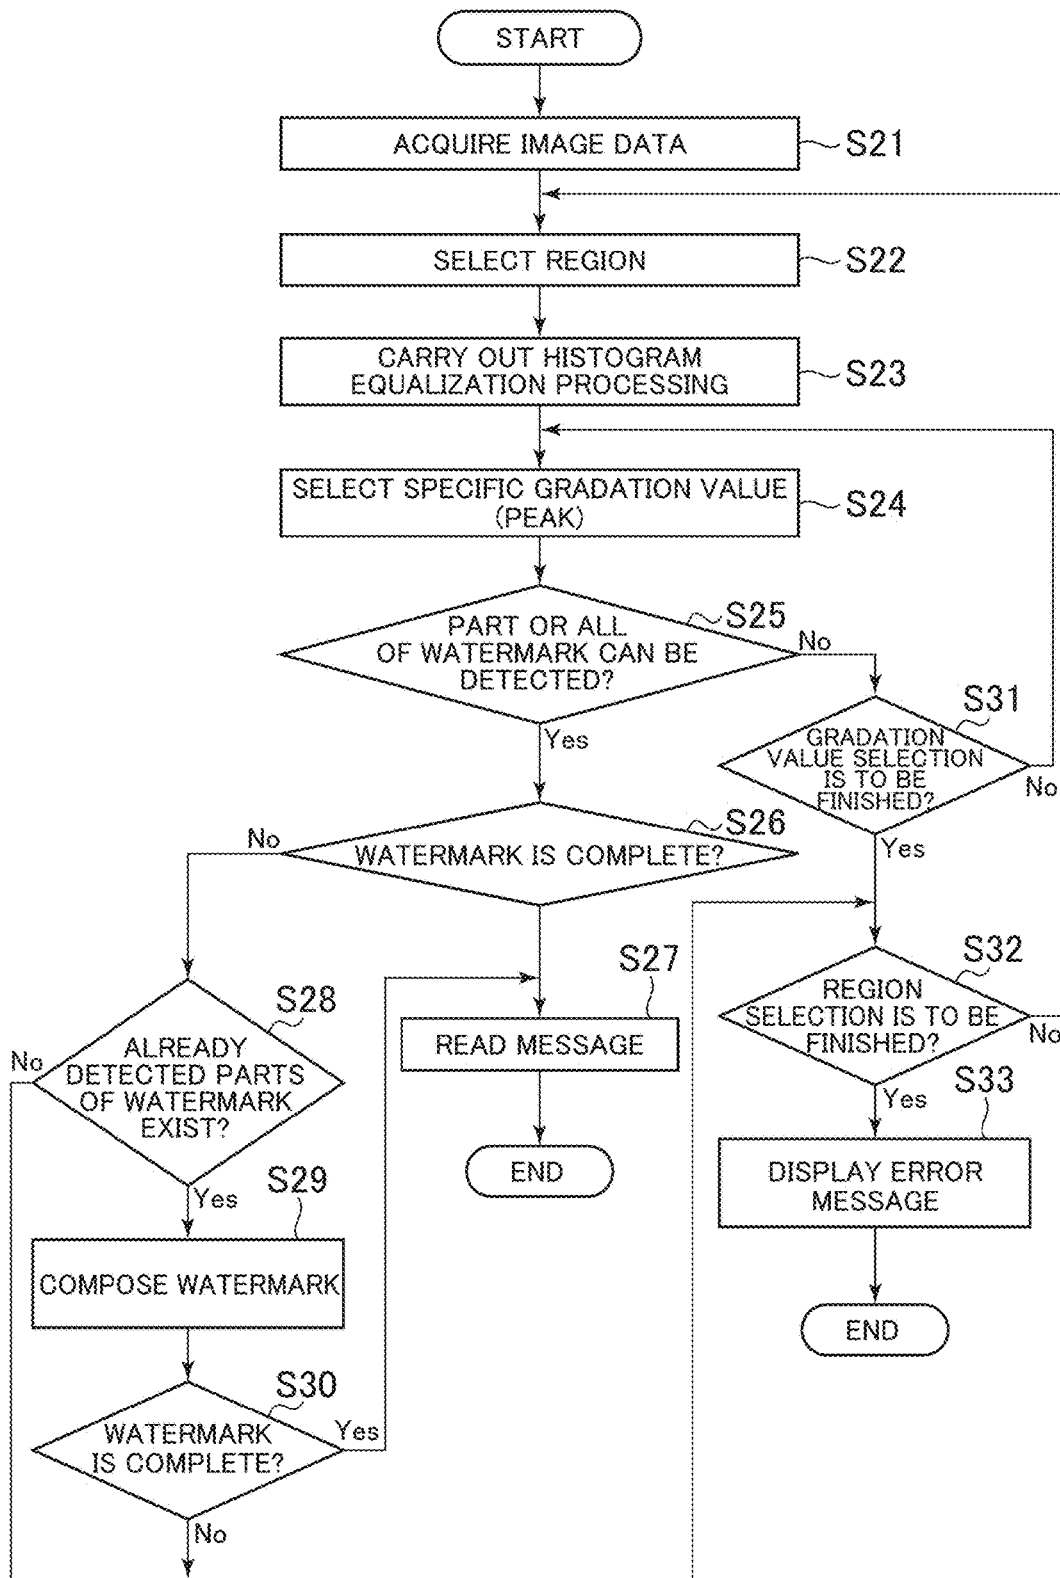 START
ACQUIRE IMAGE DATA
S21
SELECT REGION
S22
CARRY OUT HISTOGRAM
EQUALIZATION PROCESSING
S23
SELECT SPECIFIC GRADATION VALUE
(PEAK)
S24
PART OR ALL
OF WATERMARK CAN BE
DETECTED?
S25
No
Yes
GRADATION
VALUE SELECTION
IS TO BE
FINISHED?
S31
No
Yes
WATERMARK IS COMPLETE?
S26
No
S27
READ MESSAGE
END
REGION
SELECTION IS TO BE
FINISHED?
S32
No
Yes
S33
DISPLAY ERROR
MESSAGE
END
S28
ALREADY
DETECTED PARTS
OF WATERMARK
EXIST?
No
Yes
S29
COMPOSE WATERMARK
S30
WATERMARK
IS COMPLETE?
Yes
No